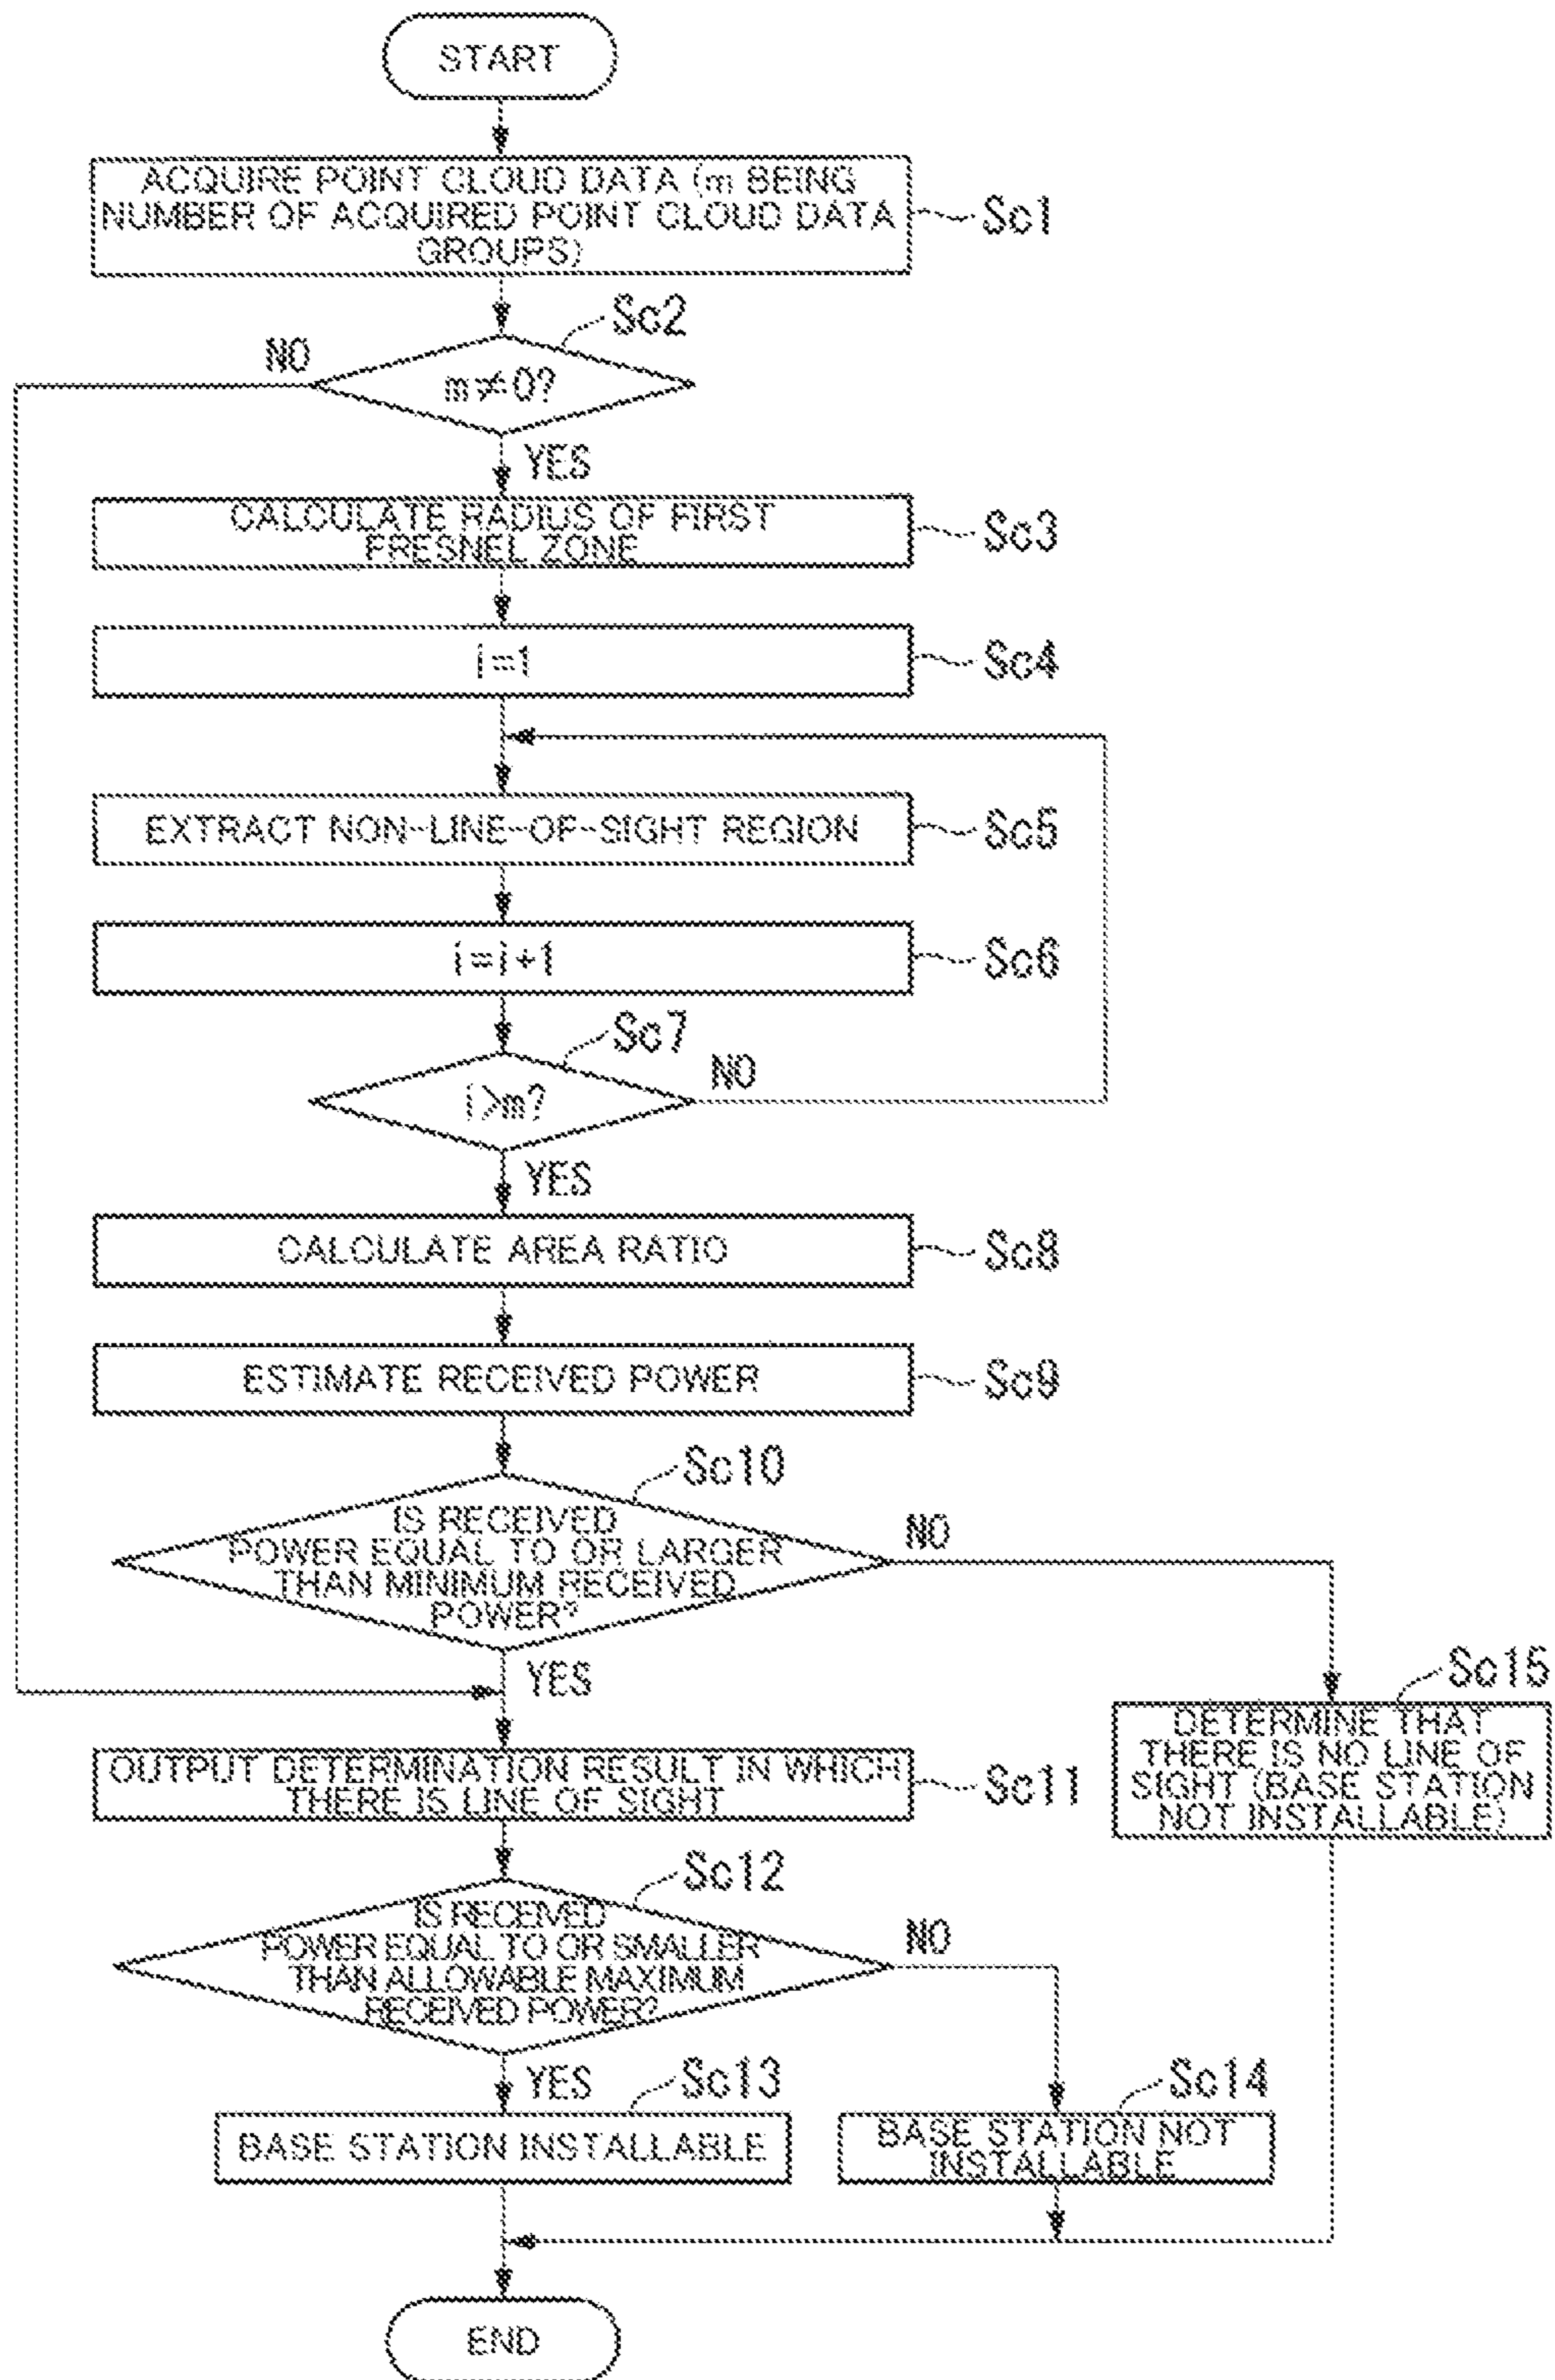 START
ACQUIRE POINT CLOUD DATA (m BEING
NUMBER OF ACQUIRED POINT CLOUD DATA
GROUPS)
Sc1
Sc2
NO
m≠0?
YES
CALCULATE RADIUS OF FIRST
FRESNEL ZONE
Sc3
i=1
Sc4
EXTRACT NON-LINE-OF-SIGHT REGION
Sc5
i=i+1
Sc6
Sc7
NO
i>m?
YES
CALCULATE AREA RATIO
Sc8
ESTIMATE RECEIVED POWER
Sc9
Sc10
IS RECEIVED
POWER EQUAL TO OR LARGER
THAN MINIMUM RECEIVED
POWER?
NO
YES
Sc15
DETERMINE THAT
THERE IS NO LINE OF
SIGHT (BASE STATION
NOT INSTALLABLE)
OUTPUT DETERMINATION RESULT IN WHICH
THERE IS LINE OF SIGHT
Sc11
Sc12
IS RECEIVED
POWER EQUAL TO OR SMALLER
THAN ALLOWABLE MAXIMUM
RECEIVED POWER?
NO
YES
Sc13
Sc14
BASE STATION INSTALLABLE
BASE STATION NOT
INSTALLABLE
END